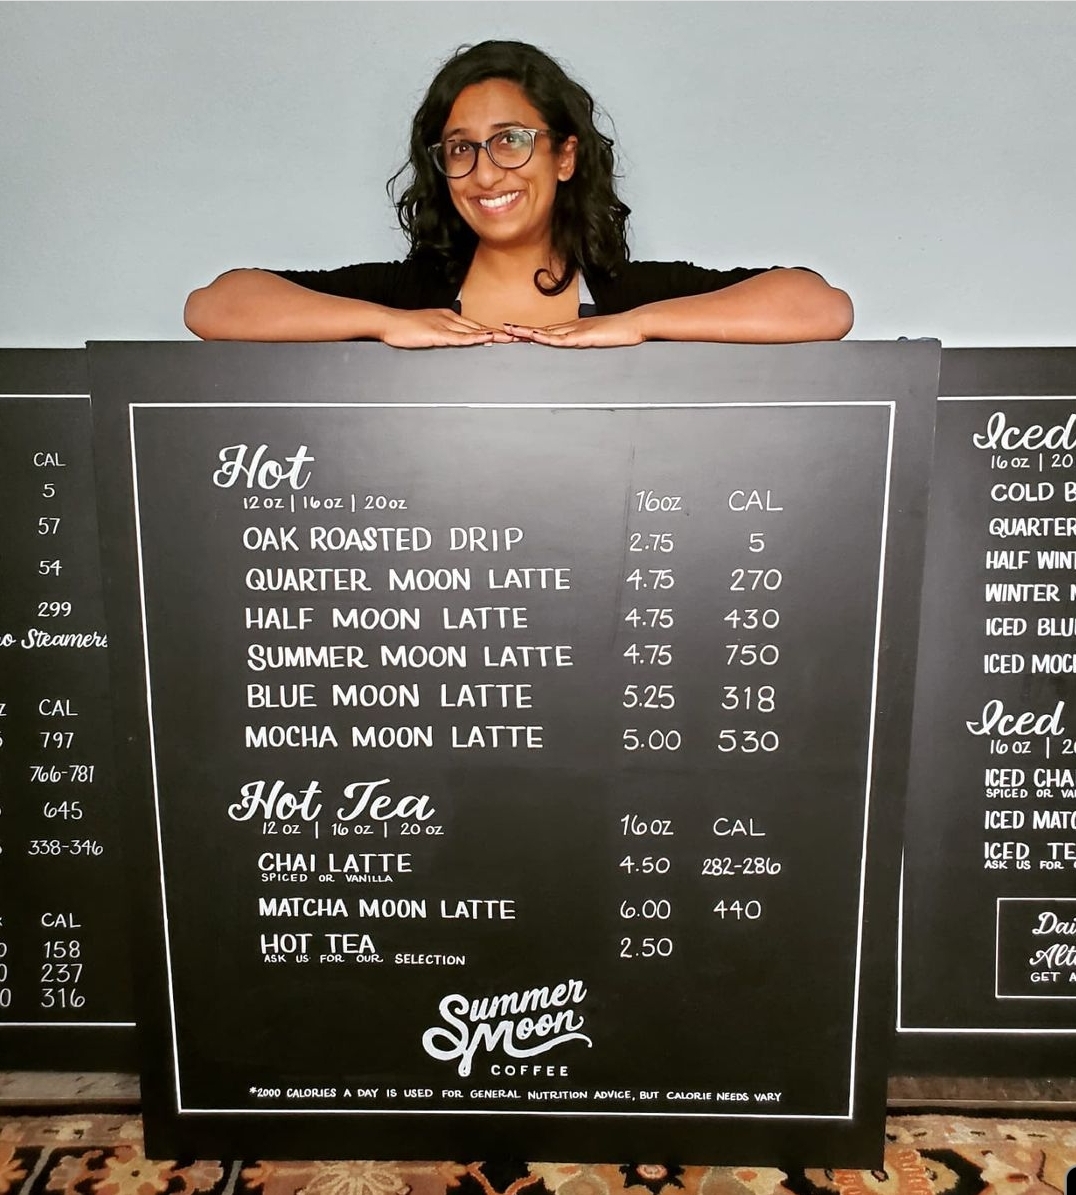 CAL
5
57
54
299
Steamers
CAL
797
766-781
645
338-346
CAL
158
237
316
Hot
12 oz | 16 oz | 20 oz 16oz CAL
OAK ROASTED DRIP 2.75 5
QUARTER MOON LATTE 4.75 270
HALF MOON LATTE 4.75 430
SUMMER MOON LATTE 4.75 750
BLUE MOON LATTE 5.25 318
MOCHA MOON LATTE 5.00 530
Hot Tea
12 oz | 16 oz | 20 oz 16oz CAL
CHAI LATTE 4.50 282-286
SPICED OR VANILLA
MATCHA MOON LATTE 6.00 440
HOT TEA 2.50
ASK US FOR OUR SELECTION
Summer
Moon
COFFEE
*2000 CALORIES A DAY IS USED FOR GENERAL NUTRITION ADVICE, BUT CALORIE NEEDS VARY
Iced
16 oz | 20
COLD B
QUARTER
HALF WIN
WINTER
ICED BLU
ICED MOC
Iced
16 oz | 2
ICED CHA
SPICED OR VA
ICED MATC
ICED TE
ASK US FOR
Dai
Alt
GET A